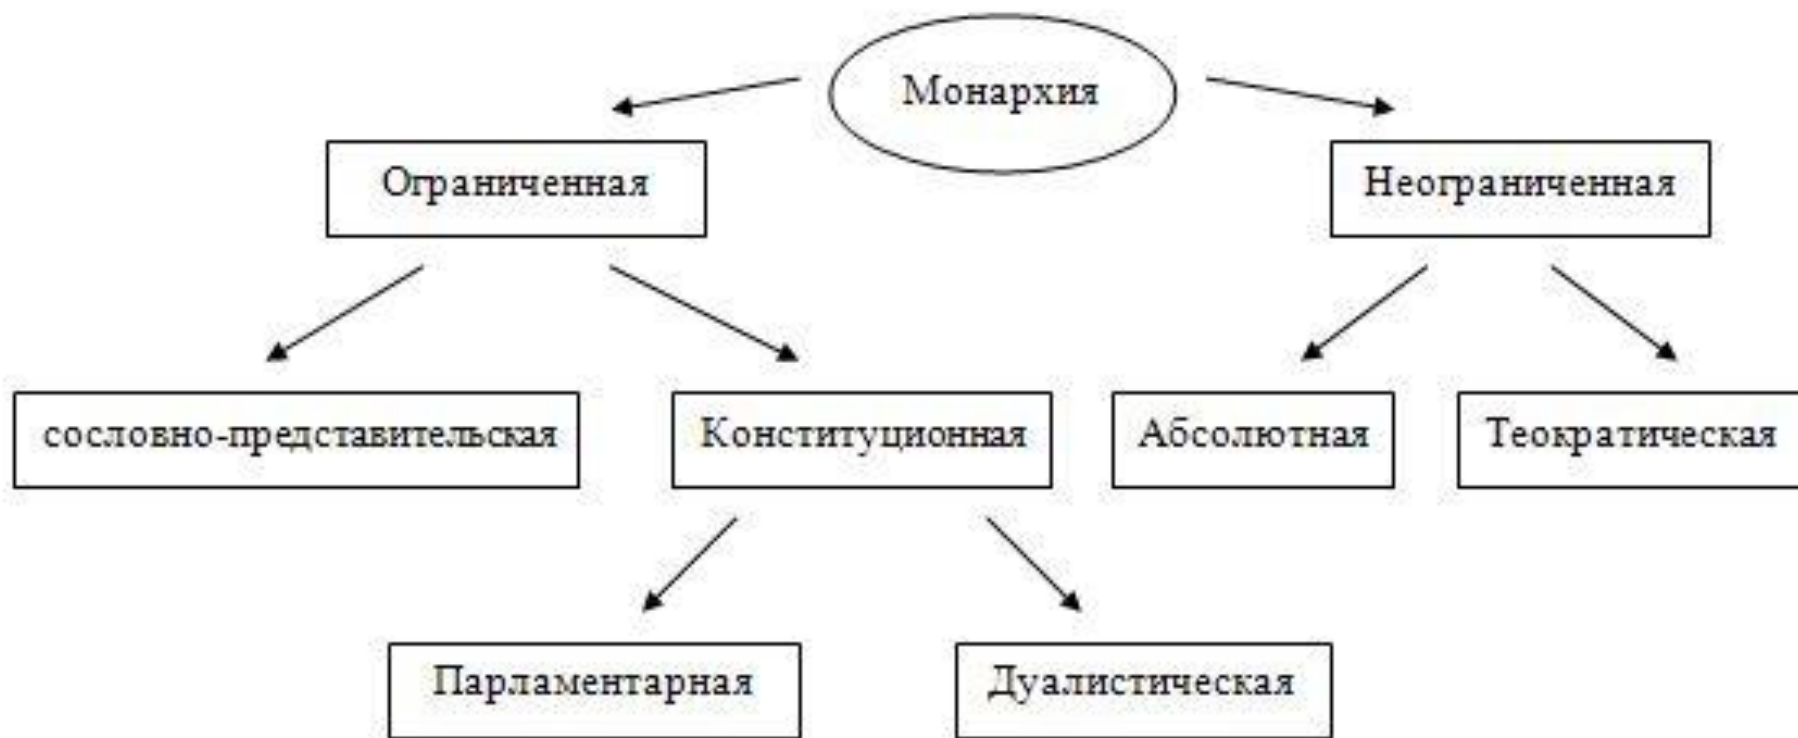 Монархия
Ограниченная
Неограниченная
сословно-представительская
Конституционная
Абсолютная
Теократическая
Парламентарная
Дуалистическая